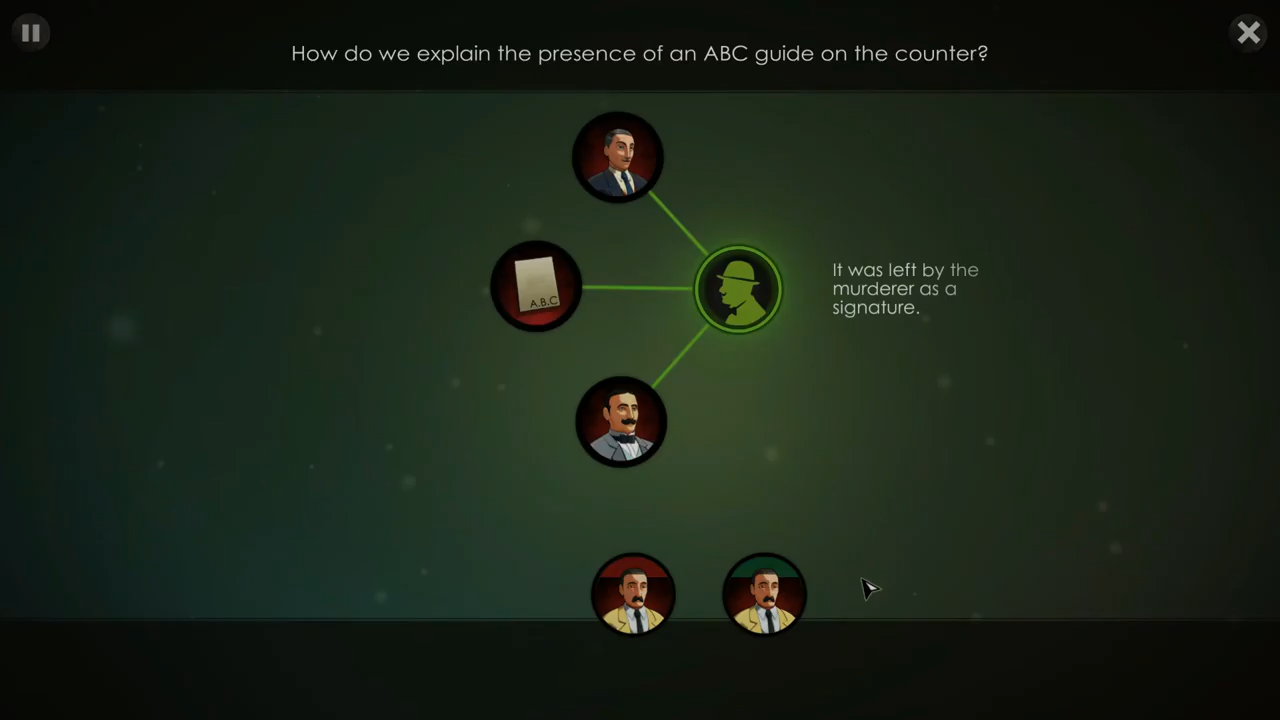 How do we explain the presence of an ABC guide on the counter?
A.B.C
It was left by the
murderer as a
signature.